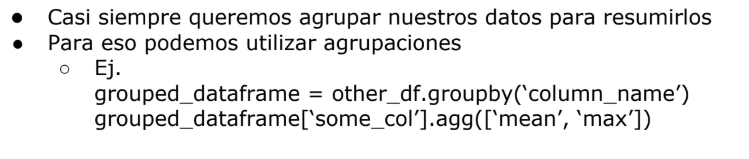 ● Casi siempre queremos agrupar nuestros datos para resumirlos
● Para eso podemos utilizar agrupaciones
○ Ej.
grouped_dataframe = other_df.groupby(‘column_name’)
grouped_dataframe[‘some_col’].agg([‘mean’, ‘max’])